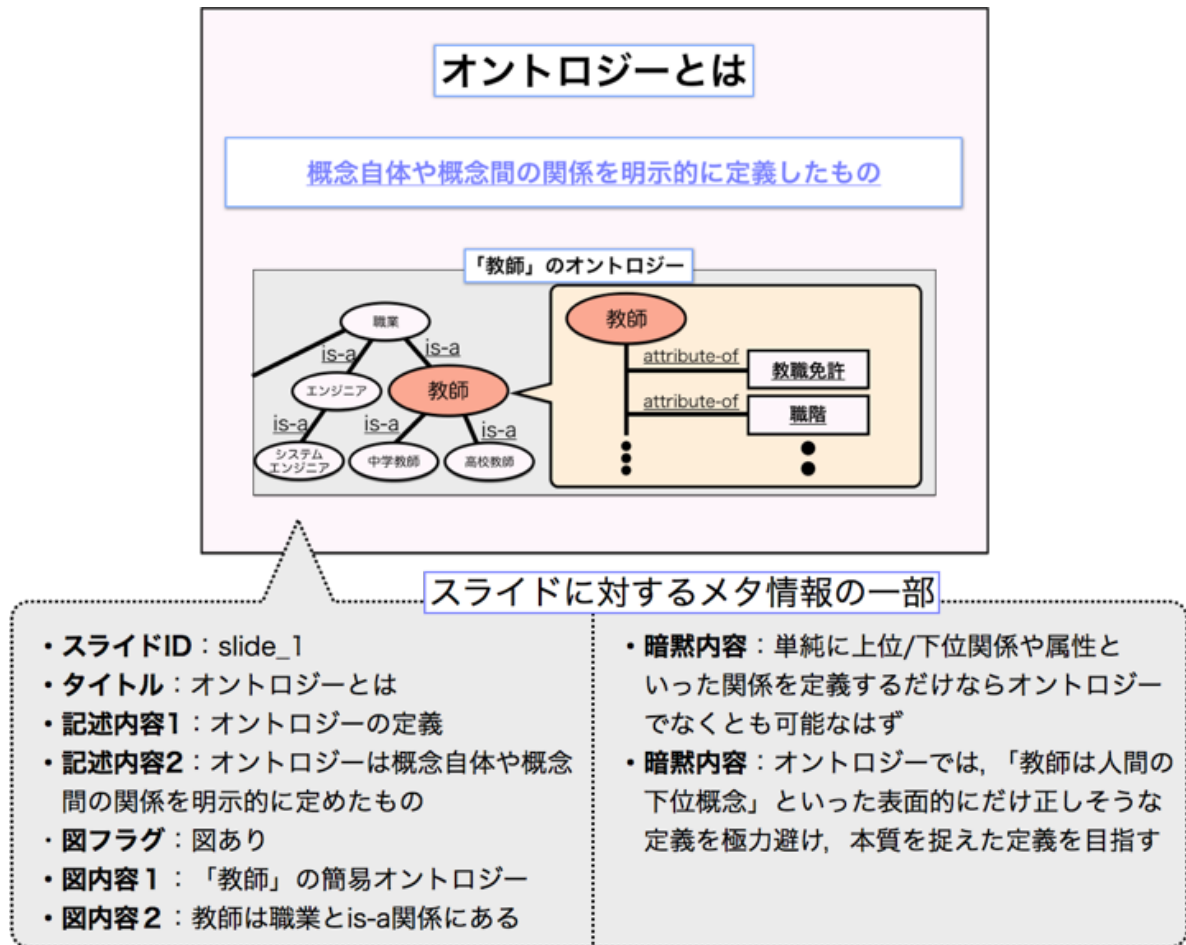 オントロジーとは
概念自体や概念間の関係を明示的に定義したもの
「教師」のオントロジー
職業
is-a
is-a
エンジニア
教師
is-a
is-a
is-a
システム
エンジニア
中学教師
高校教師
教師
attribute-of
教職免許
attribute-of
職階
スライドに対するメタ情報の一部
・スライドID：slide_1
・タイトル：オントロジーとは
・記述内容1：オントロジーの定義
・記述内容2：オントロジーは概念自体や概念
間の関係を明示的に定めたもの
・図フラグ：図あり
・図内容１：「教師」の簡易オントロジー
・図内容２：教師は職業とis-a関係にある
・暗黙内容：単純に上位/下位関係や属性と
いった関係を定義するだけならオントロジー
でなくとも可能なはず
・暗黙内容：オントロジーでは,「教師は人間の
下位概念」といった表面的にだけ正しそうな
定義を極力避け, 本質を捉えた定義を目指す